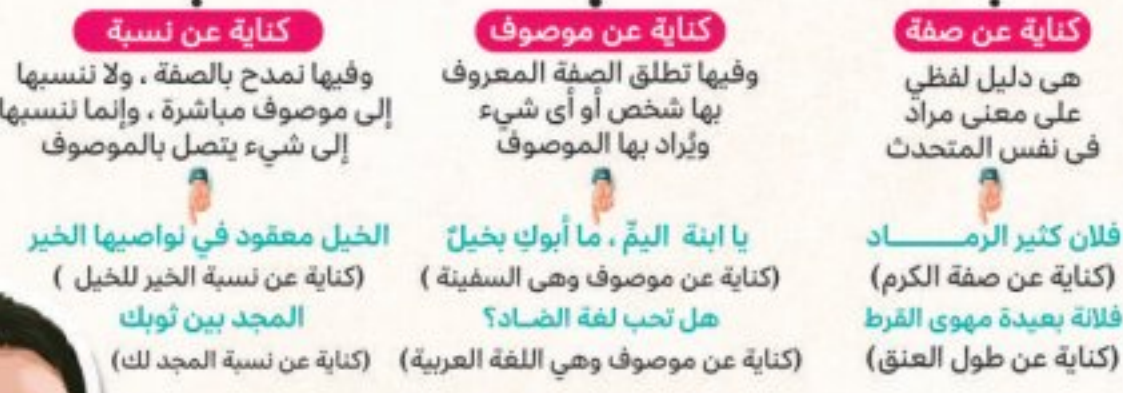 كناية عن صفة
هى دليل لفظي
على معنى مراد
فى نفس المتحدث
فلان كثير الرمــــــاد
(كناية عن صفة الكرم)
فلانة بعيدة مهوى القرط
(كناية عن طول العنق)
كناية عن موصوف
وفيها تطلق الصفة المعروف
بها شخص أو أى شيء
ويُراد بها الموصوف
يا ابنة اليمِّ ، ما أبوكِ بخيلٌ
(كناية عن موصوف وهى السفينة )
هل تحب لغة الضـاد؟
(كناية عن موصوف وهي اللغة العربية)
كناية عن نسبة
وفيها نمدح بالصفة ، ولا ننسبها
إلى موصوف مباشرة ، وإنما ننسبها
إلى شيء يتصل بالموصوف
الخيل معقود في نواصيها الخير
(كناية عن نسبة الخير للخيل )
المجد بين ثوبك
(كناية عن نسبة المجد لك)